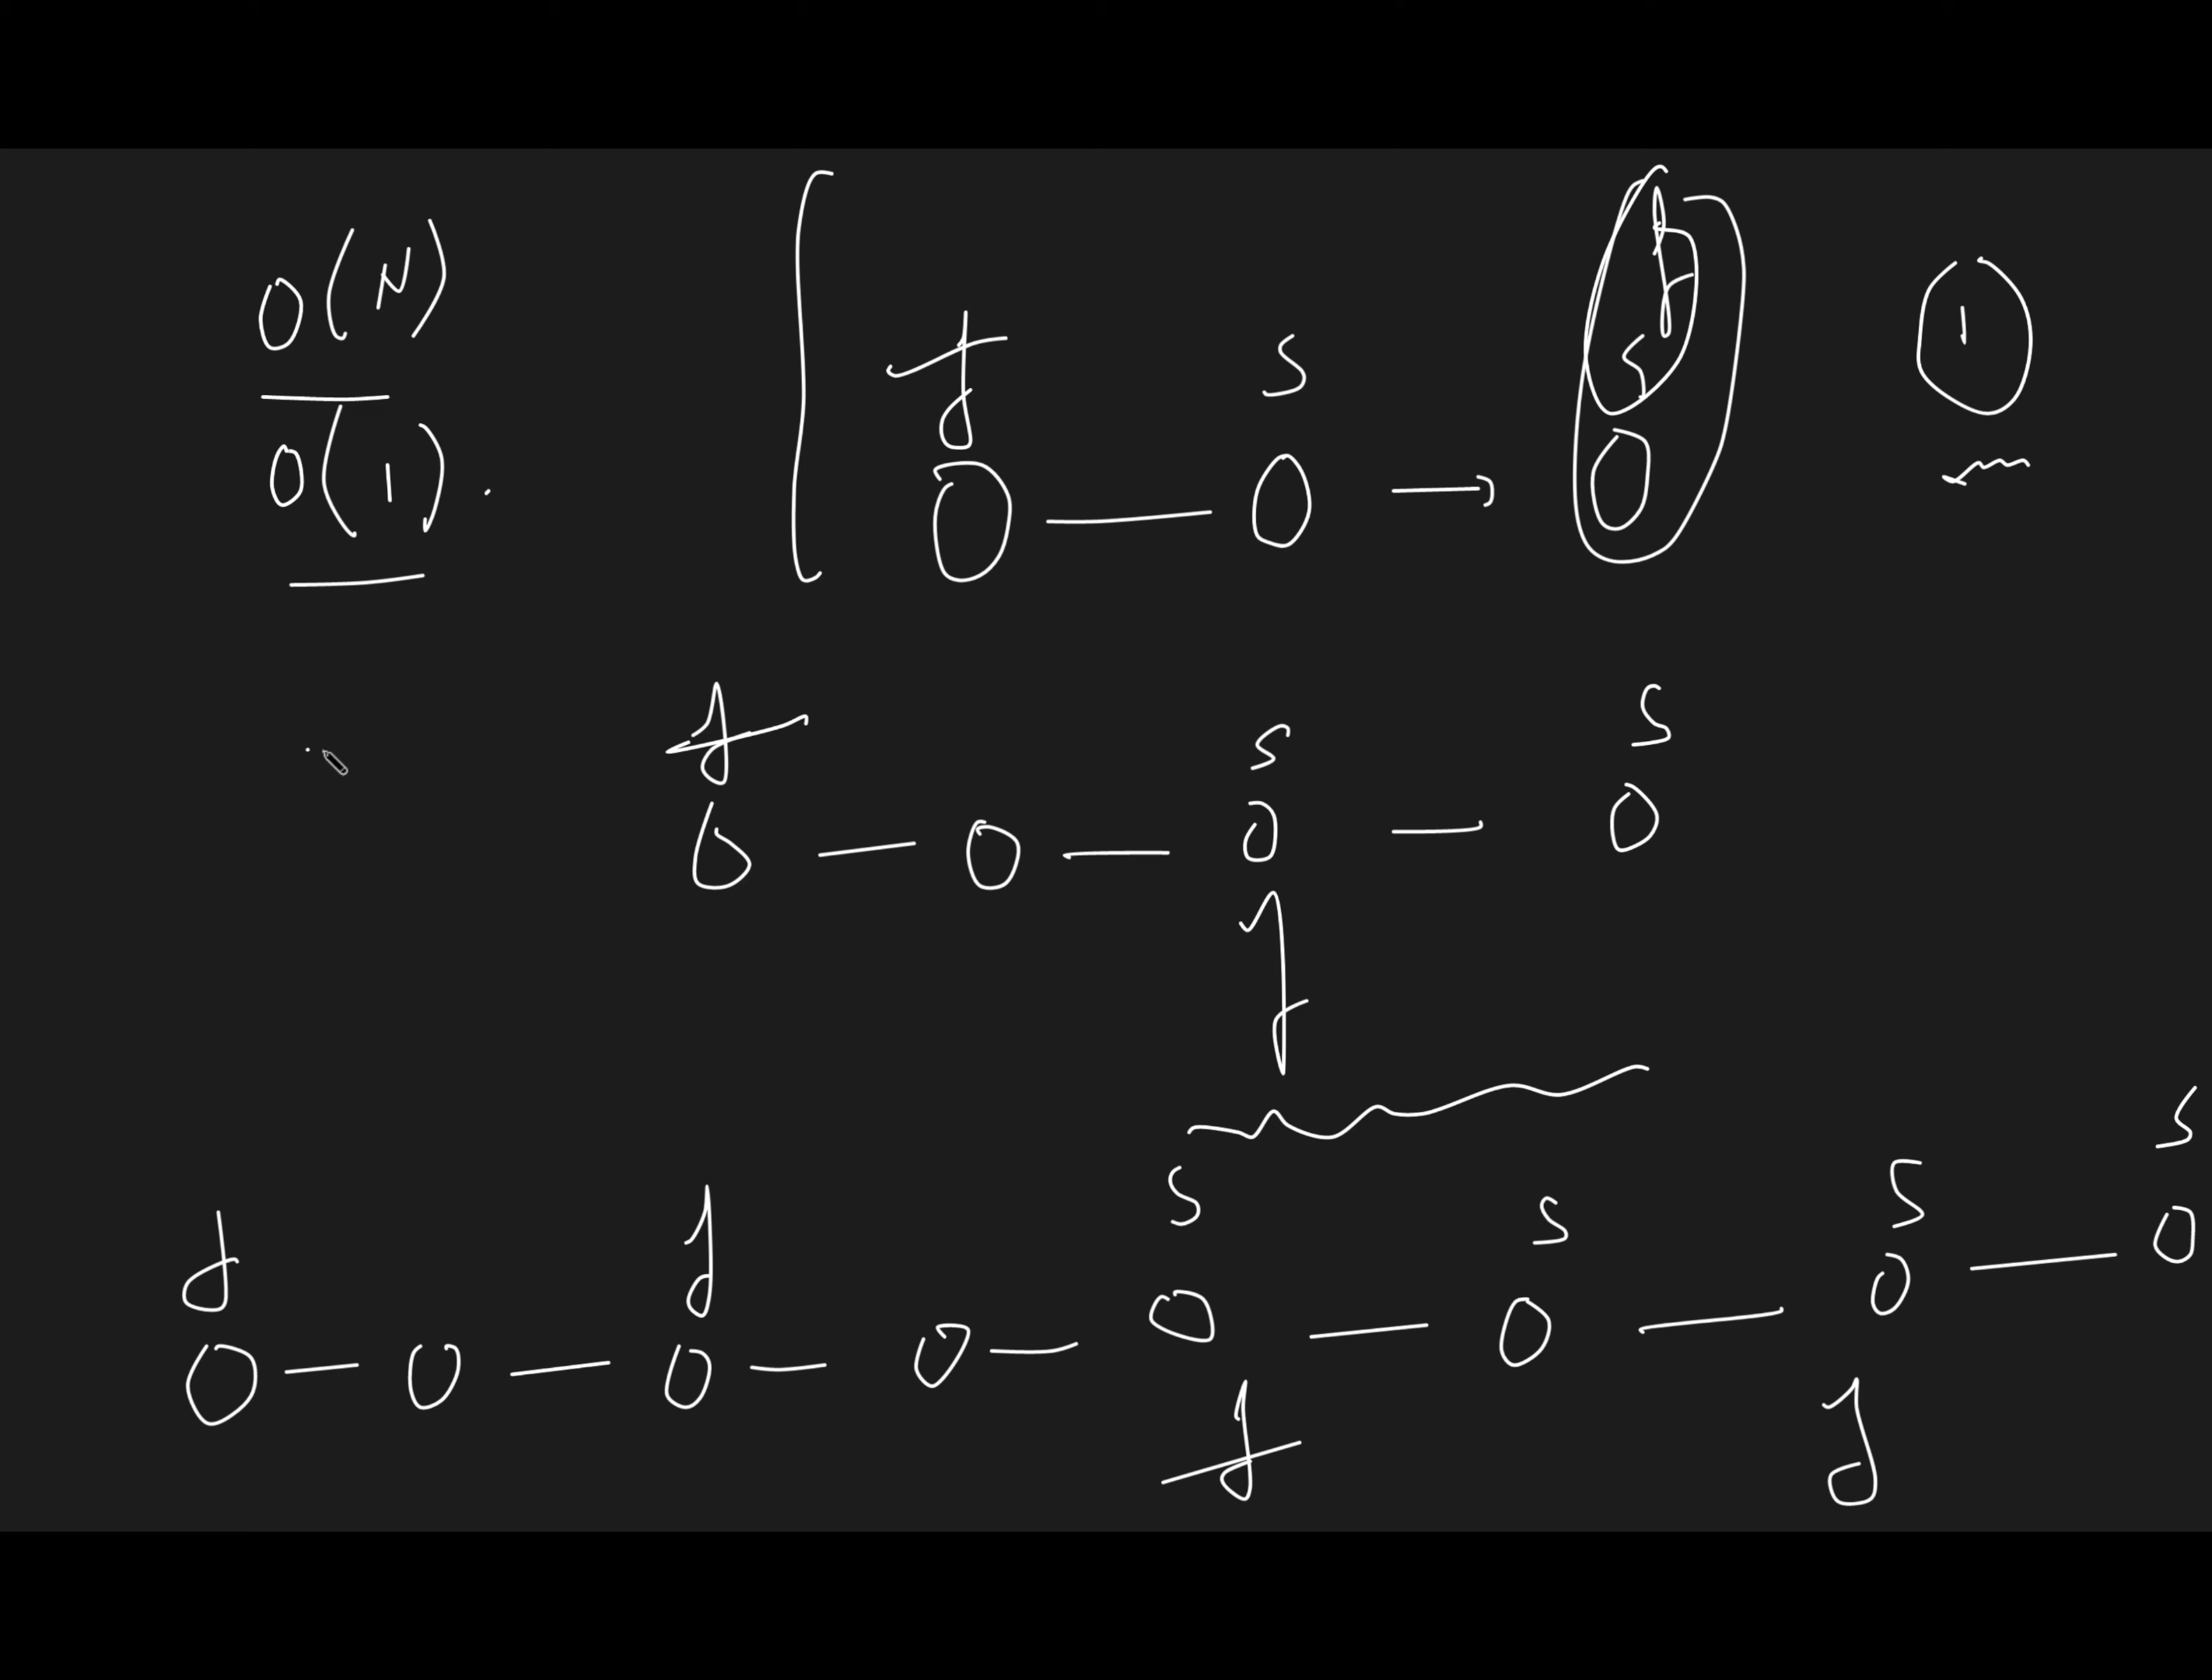 O(N)
O(1).
f s f s 1
O — O → O
f s s
O — O — O — O
f
f f s s s s
O — O — O — O — O — O — O — O
f f